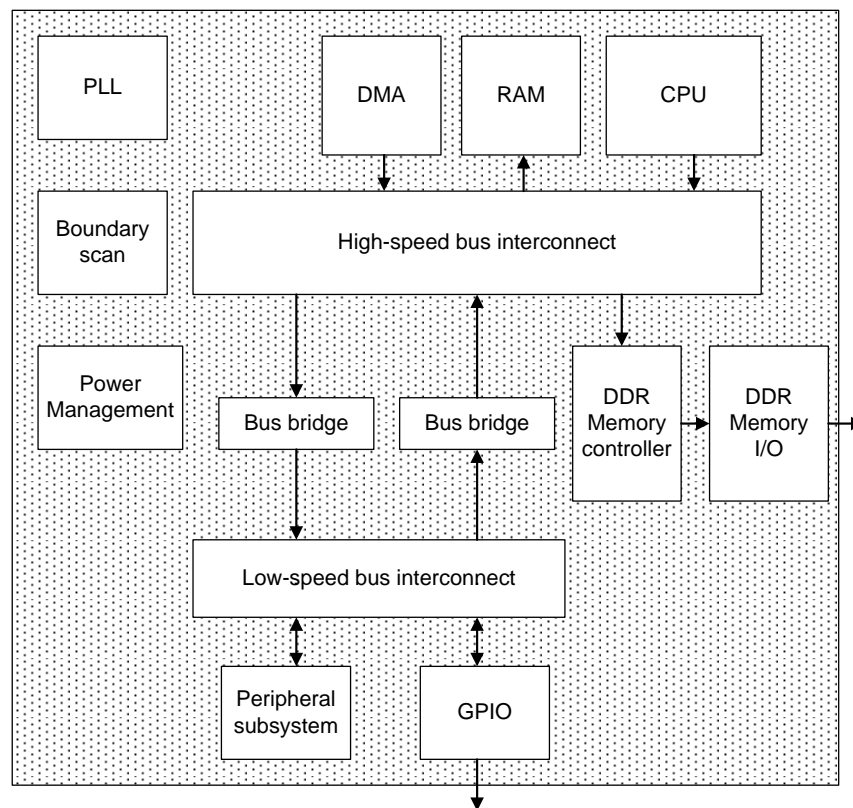 PLL
DMA
RAM
CPU
Boundary
scan
High-speed bus interconnect
Power
Management
Bus bridge
Bus bridge
DDR
Memory
controller
DDR
Memory
I/O
Low-speed bus interconnect
Peripheral
subsystem
GPIO